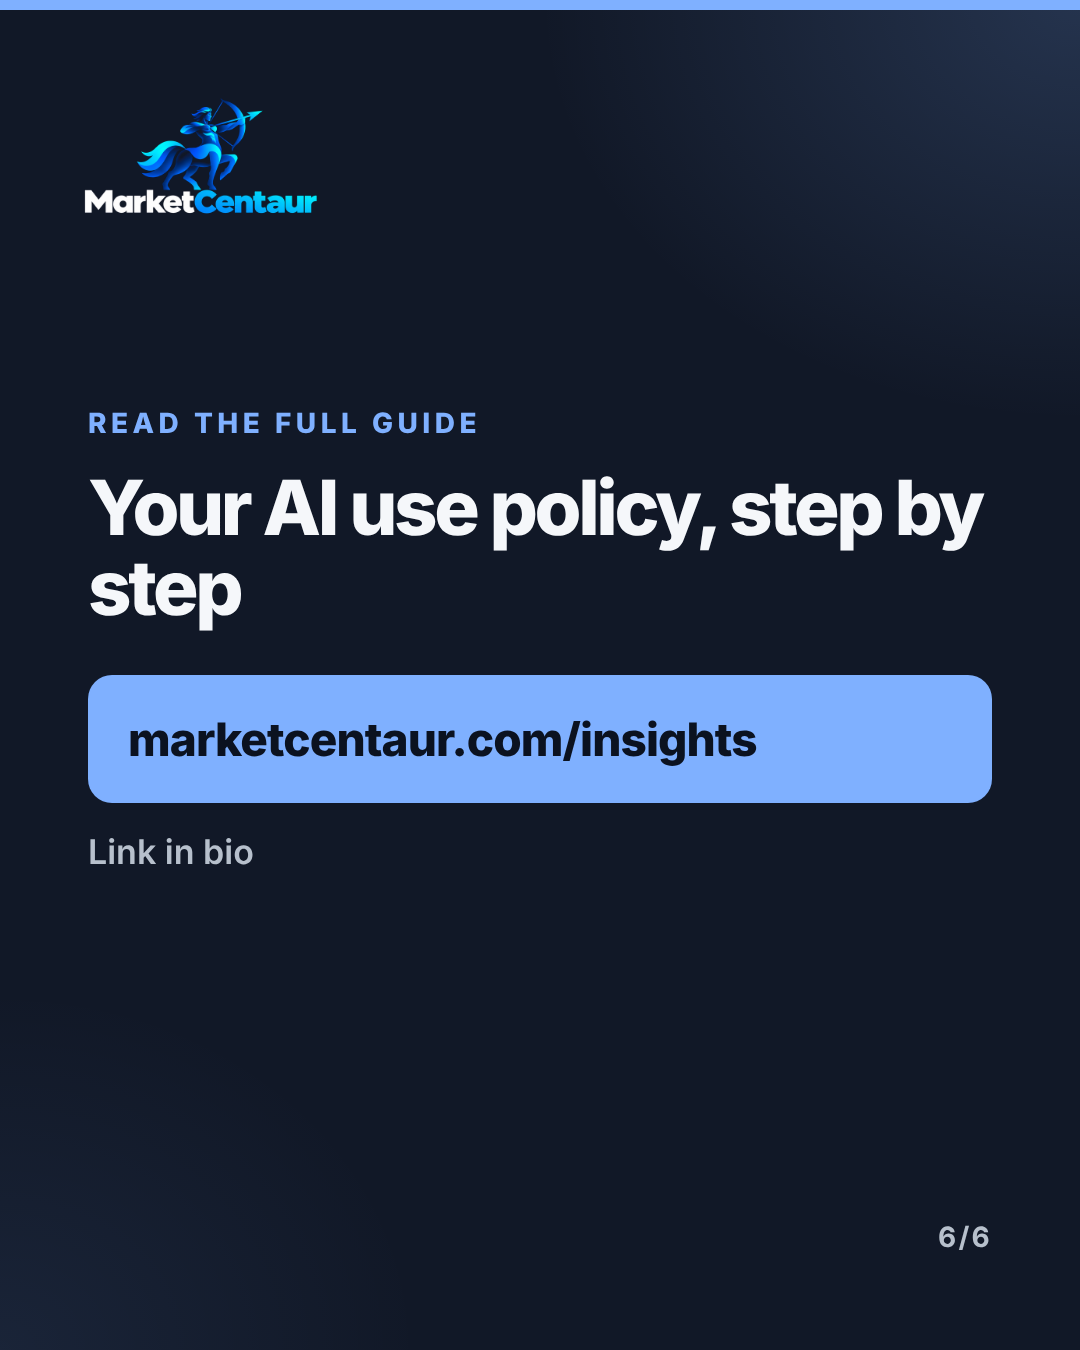 MarketCentaur
READ THE FULL GUIDE
Your AI use policy, step by
step
marketcentaur.com/insights
Link in bio
6/6